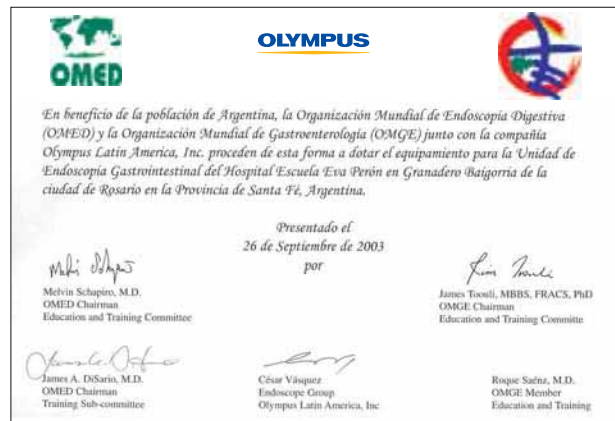 OMED
OLYMPUS
En beneficio de la población de Argentina, la Organización Mundial de Endoscopía Digestiva
(OMED) y la Organización Mundial de Gastroenterología (OMGE) junto con la compañía
Olympus Latin America, Inc. proceden de esta forma a dotar el equipamiento para la Unidad de
Endoscopía Gastrointestinal del Hospital Escuela Eva Perón en Granadero Baigorria de la
ciudad de Rosario en la Provincia de Santa Fé, Argentina.
Presentado el
26 de Septiembre de 2003
por
Melvin Schapiro, M.D.
OMED Chairman
Education and Training Committee
James Toouli, MBBS, FRACS, PhD
OMGE Chairman
Education and Training Committe
James A. DiSario, M.D.
OMED Chairman
Training Sub-committee
César Vásquez
Endoscope Group
Olympus Latin America, Inc
Roque Saénz, M.D.
OMGE Member
Education and Training